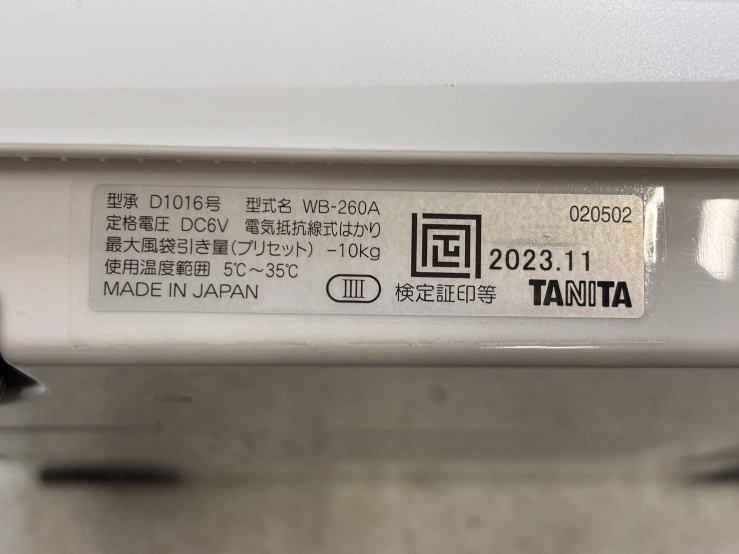 型承 D1016号 型式名 WB-260A
定格電圧 DC6V 電気抵抗線式はかり
最大風袋引き量(プリセット) -10kg
使用温度範囲 5℃~35℃
MADE IN JAPAN
IIII
020502
2023.11
検定証印等
TANITA